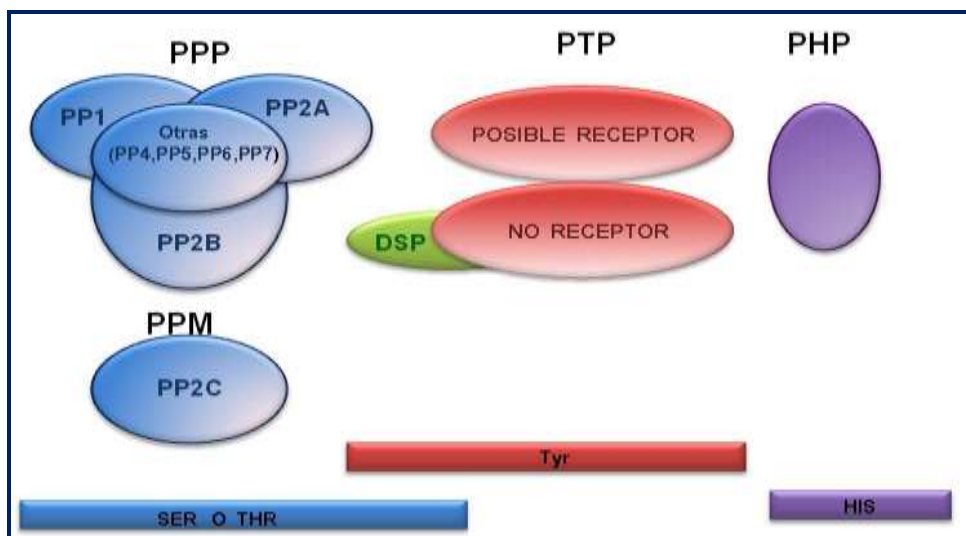 PPP
PTP
PHP
PP1
PP2A
Otras
(PP4,PP5,PP6,PP7)
PP2B
POSIBLE RECEPTOR
DSP
NO RECEPTOR
PPM
PP2C
Tyr
SER O THR
HIS